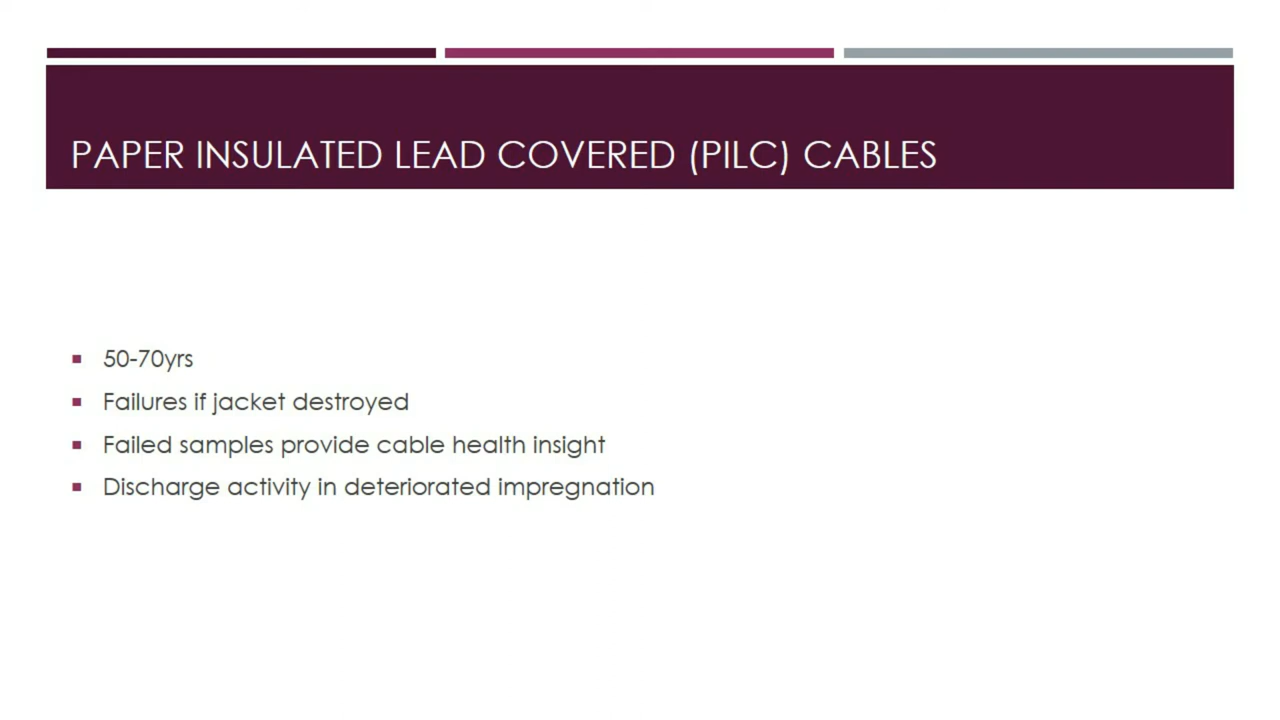 PAPER INSULATED LEAD COVERED (PILC) CABLES
50-70yrs
Failures if jacket destroyed
Failed samples provide cable health insight
Discharge activity in deteriorated impregnation